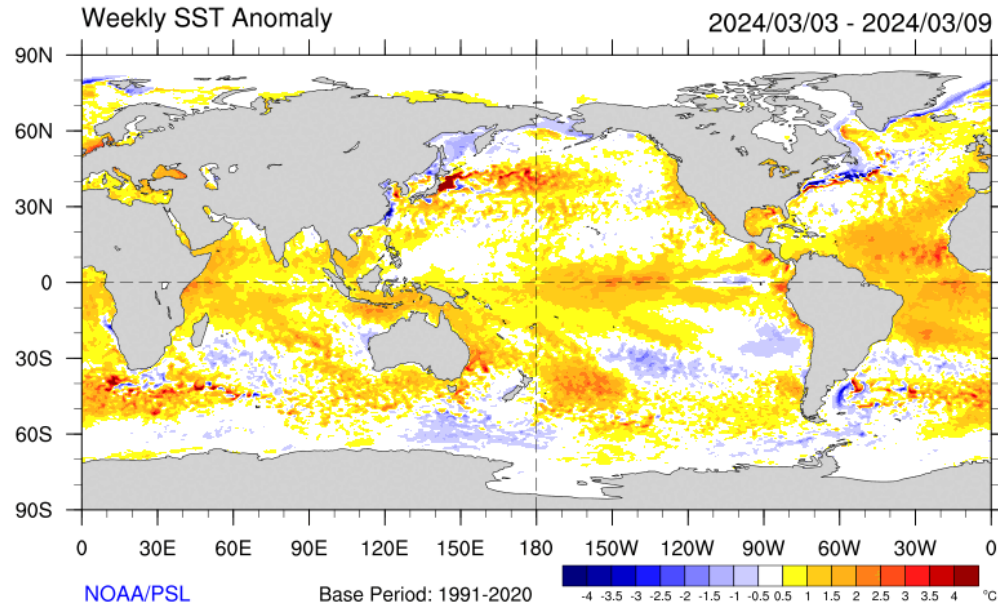 Weekly SST Anomaly 2024/03/03 - 2024/03/09
90N
60N
30N
0
30S
60S
90S
0 30E 60E 90E 120E 150E 180 150W 120W 90W 60W 30W 0
NOAA/PSL Base Period: 1991-2020
-4 -3.5 -3 -2.5 -2 -1.5 -1 -0.5 0.5 1 1.5 2 2.5 3 3.5 4 °C